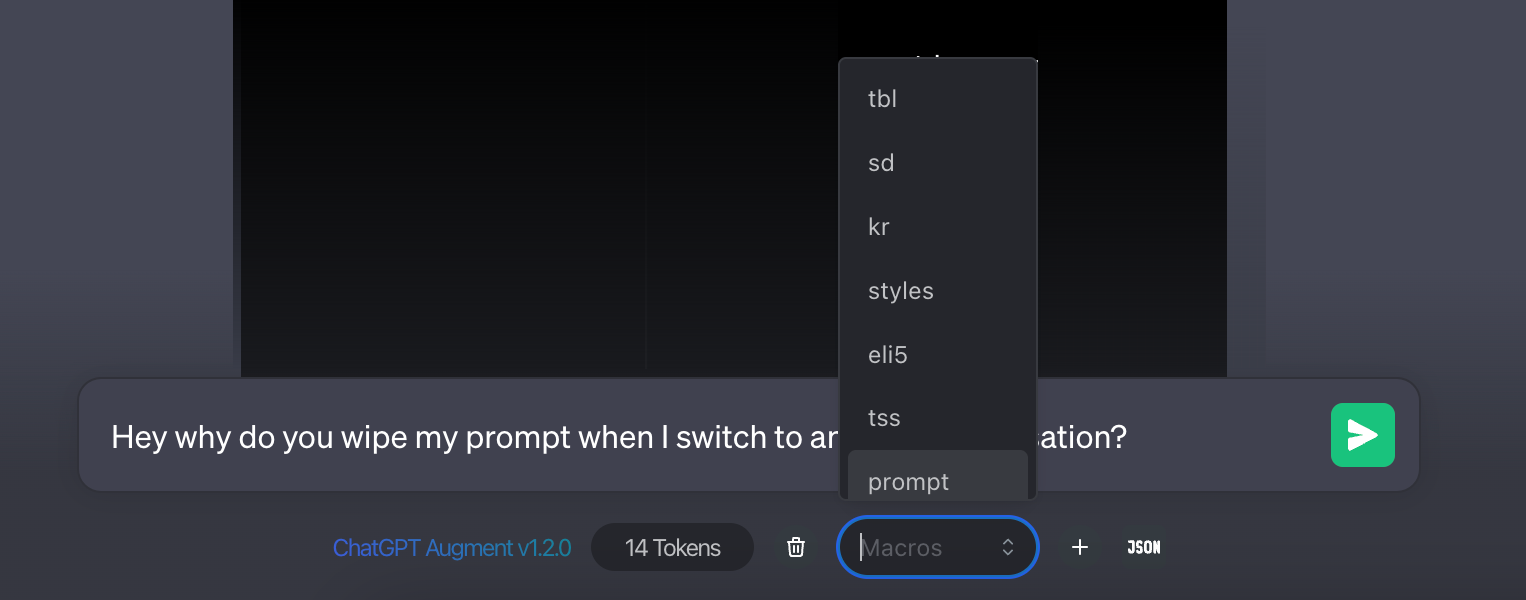 tbl
sd
kr
styles
eli5
tss
prompt
Hey why do you wipe my prompt when I switch to ation?
ChatGPT Augment v1.2.0
14 Tokens
Macros
JSON